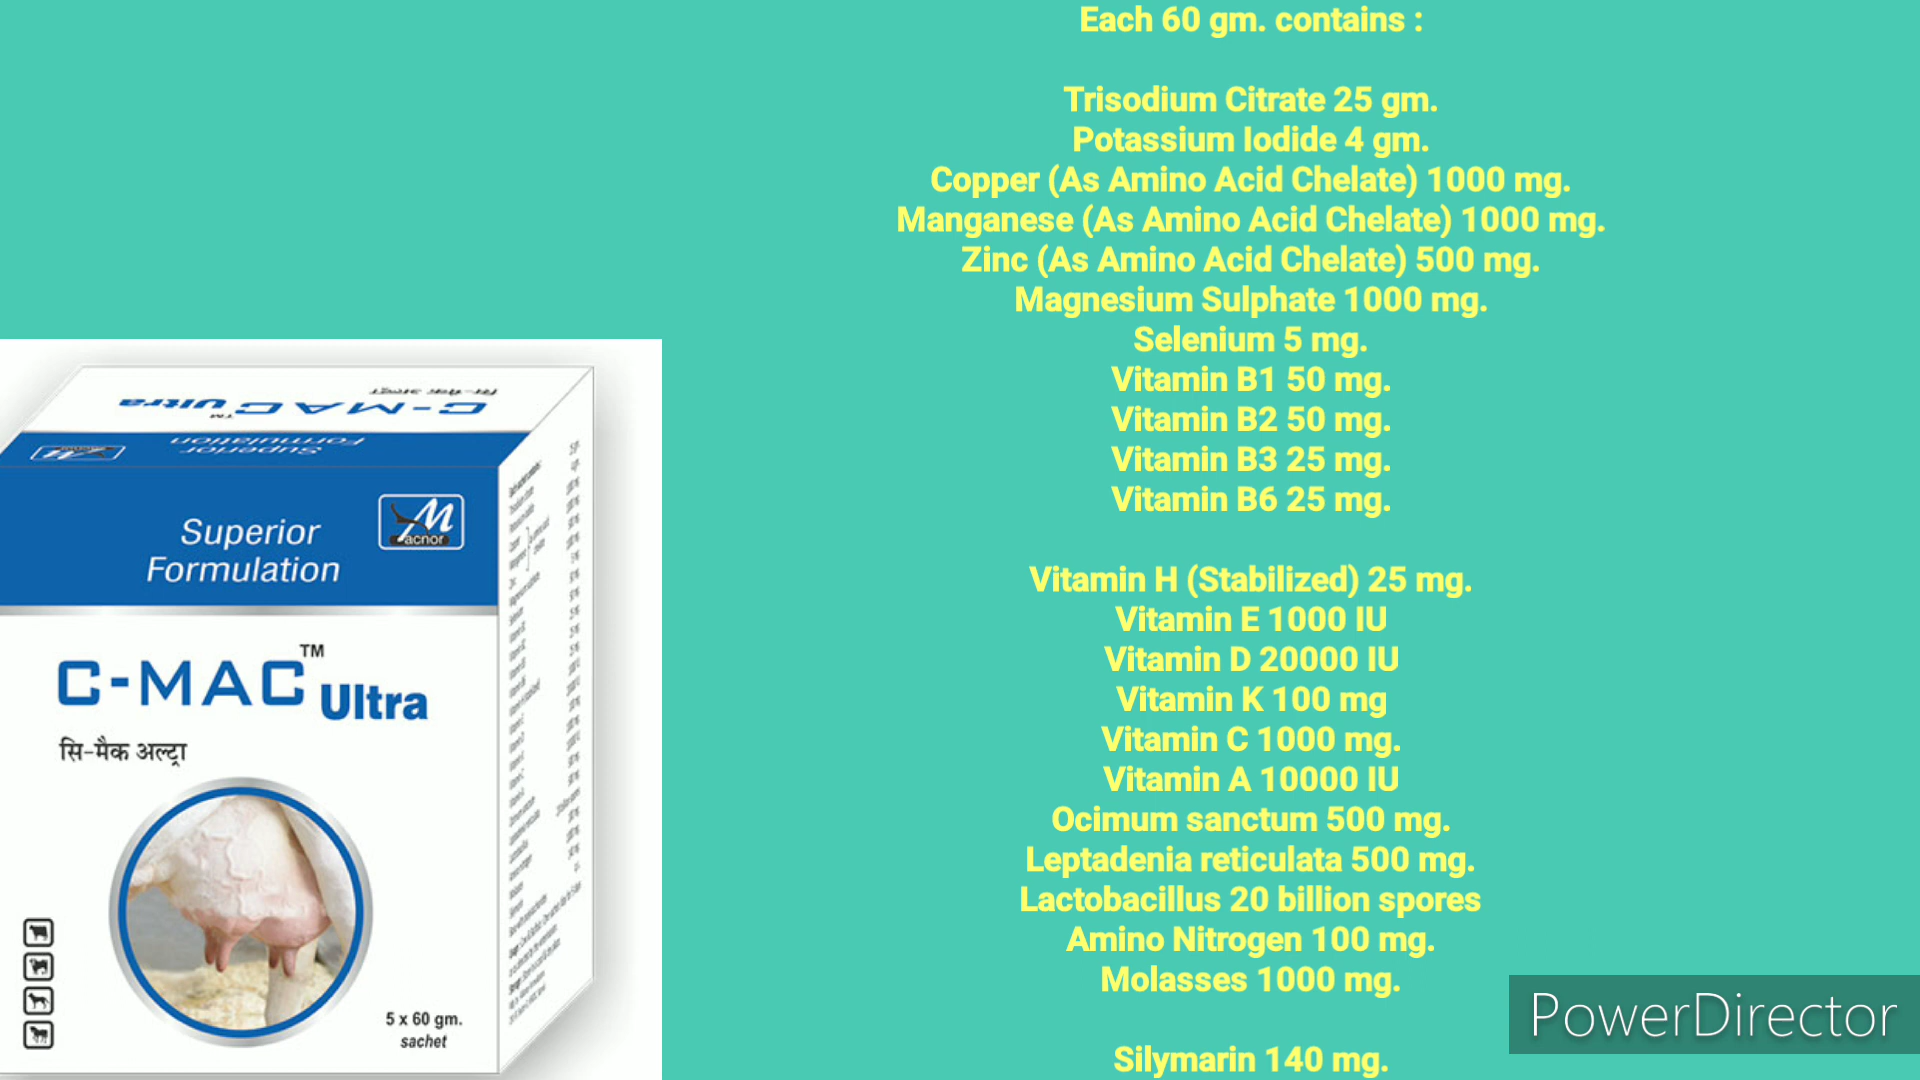 Each 60 gm. contains :
Trisodium Citrate 25 gm.
Potassium Iodide 4 gm.
Copper (As Amino Acid Chelate) 1000 mg.
Manganese (As Amino Acid Chelate) 1000 mg.
Zinc (As Amino Acid Chelate) 500 mg.
Magnesium Sulphate 1000 mg.
Selenium 5 mg.
Vitamin B1 50 mg.
Vitamin B2 50 mg.
Vitamin B3 25 mg.
Vitamin B6 25 mg.
Vitamin H (Stabilized) 25 mg.
Vitamin E 1000 IU
Vitamin D 20000 IU
Vitamin K 100 mg
Vitamin C 1000 mg.
Vitamin A 10000 IU
Ocimum sanctum 500 mg.
Leptadenia reticulata 500 mg.
Lactobacillus 20 billion spores
Amino Nitrogen 100 mg.
Molasses 1000 mg.
Silymarin 140 mg.
सि-मैक अल्ट्रा
C-MAC Ultra
TM
Superior
Formulation
Superior
Formulation
Macnor
C-MAC™ Ultra
सि-मैक अल्ट्रा
5 x 60 gm.
sachet
PowerDirector